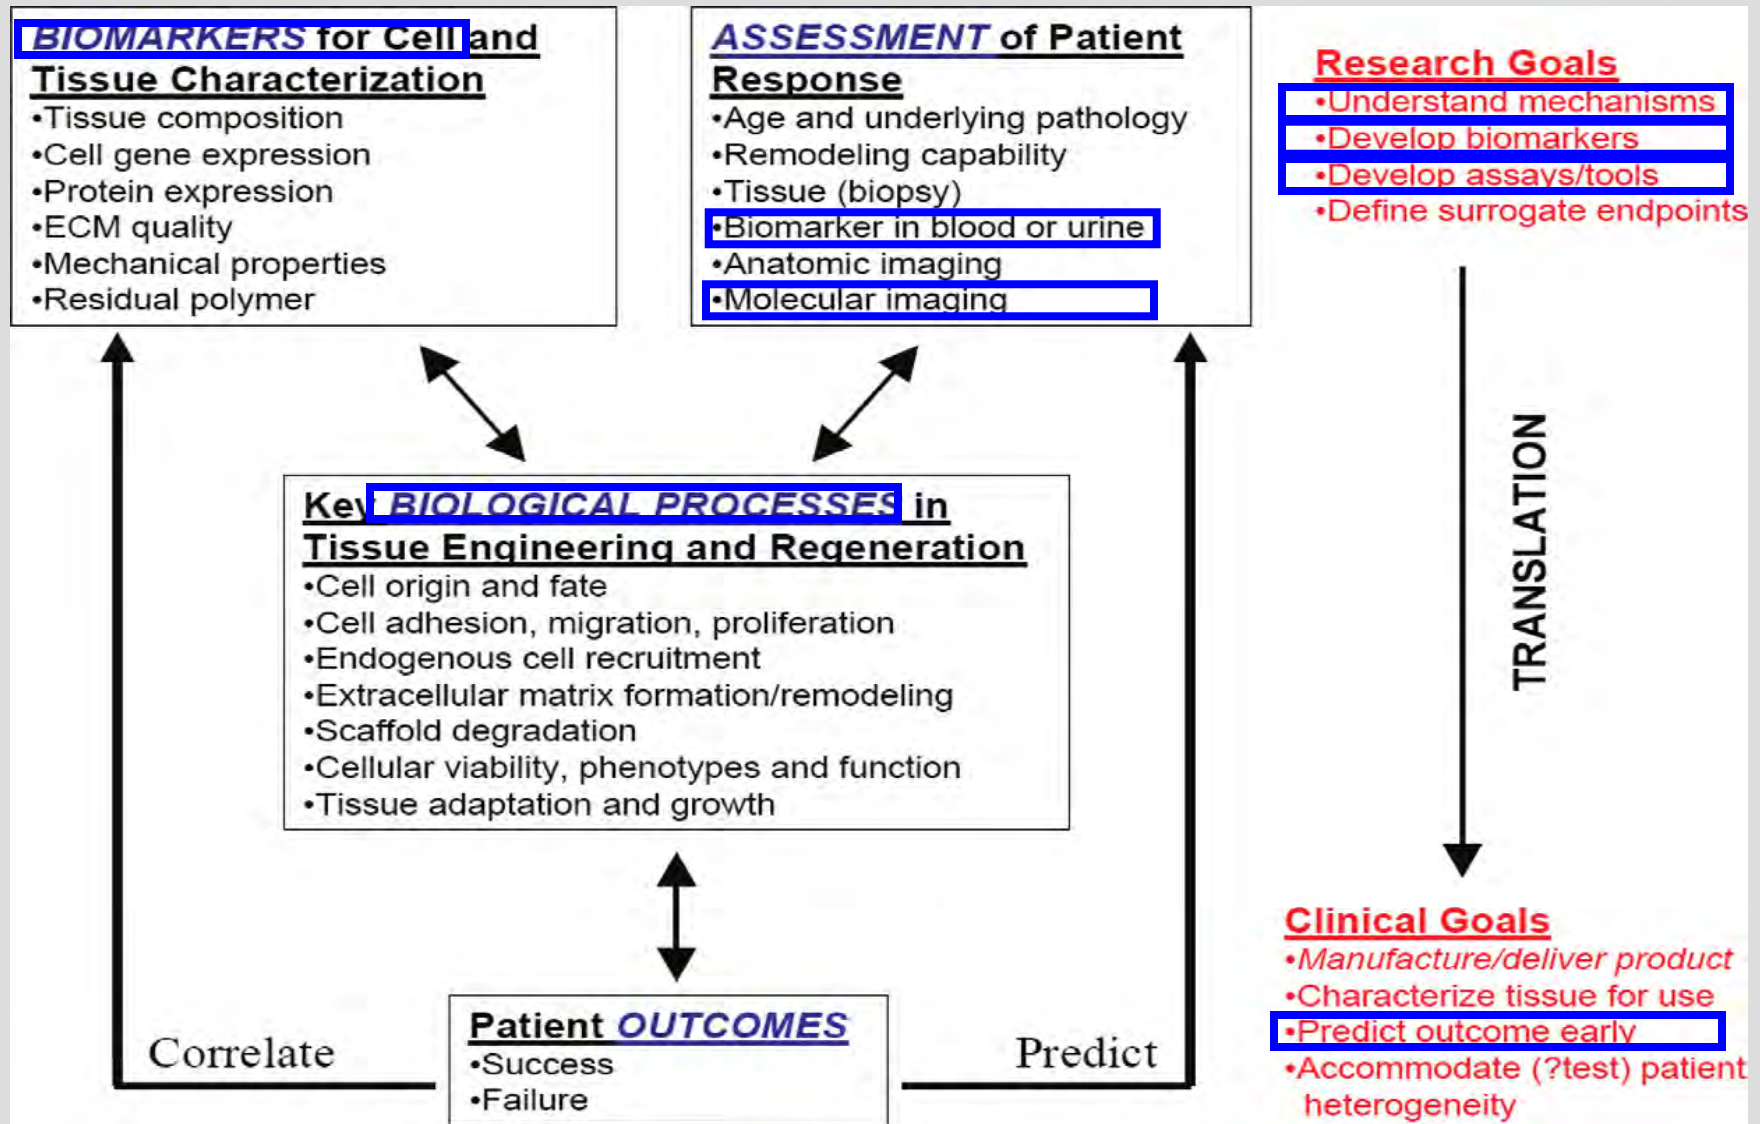 BIOMARKERS for Cell and
Tissue Characterization
•Tissue composition
•Cell gene expression
•Protein expression
•ECM quality
•Mechanical properties
•Residual polymer
ASSESSMENT of Patient
Response
•Age and underlying pathology
•Remodeling capability
•Tissue (biopsy)
•Biomarker in blood or urine
•Anatomic imaging
•Molecular imaging
Research Goals
•Understand mechanisms
•Develop biomarkers
•Develop assays/tools
•Define surrogate endpoints
Key BIOLOGICAL PROCESSES in
Tissue Engineering and Regeneration
•Cell origin and fate
•Cell adhesion, migration, proliferation
•Endogenous cell recruitment
•Extracellular matrix formation/remodeling
•Scaffold degradation
•Cellular viability, phenotypes and function
•Tissue adaptation and growth
TRANSLATION
Correlate
Patient OUTCOMES
•Success
•Failure
Predict
Clinical Goals
•Manufacture/deliver product
•Characterize tissue for use
•Predict outcome early
•Accommodate (?test) patient
heterogeneity